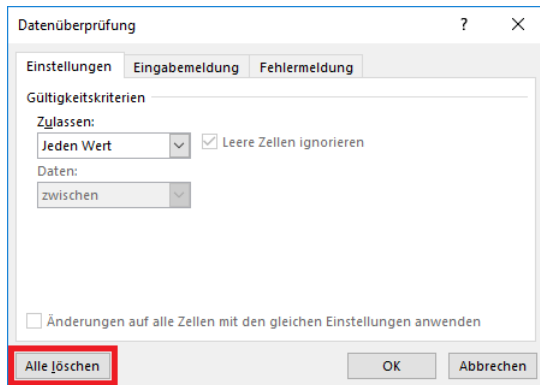 Datenüberprüfung ? ×
Einstellungen Eingabemeldung Fehlermeldung
Gültigkeitskriterien
Zulassen:
Jeden Wert Leere Zellen ignorieren
Daten:
zwischen
Änderungen auf alle Zellen mit den gleichen Einstellungen anwenden
Alle löschen OK Abbrechen